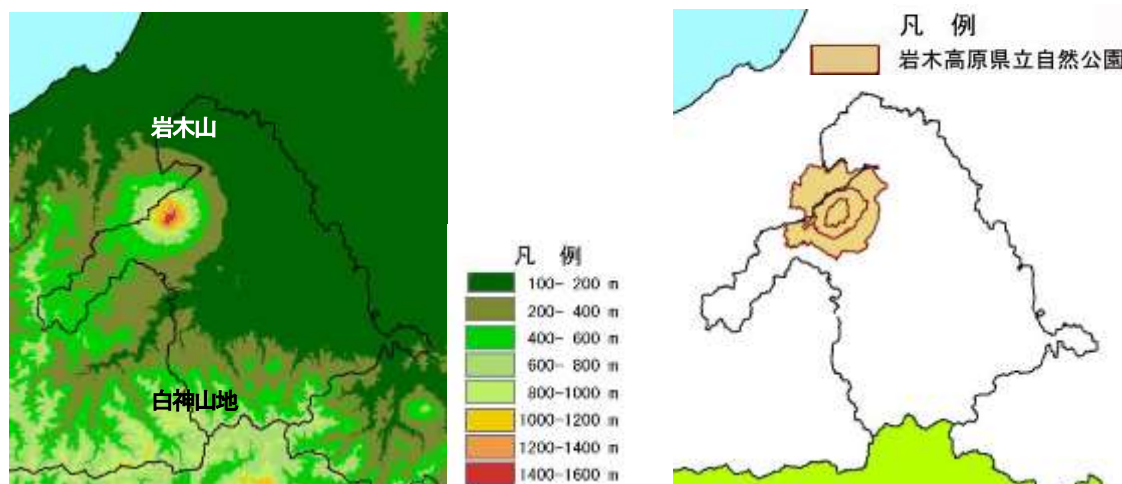 岩木山
白神山地
凡 例
100- 200 m
200- 400 m
400- 600 m
600- 800 m
800-1000 m
1000-1200 m
1200-1400 m
1400-1600 m
凡 例
岩木高原県立自然公園